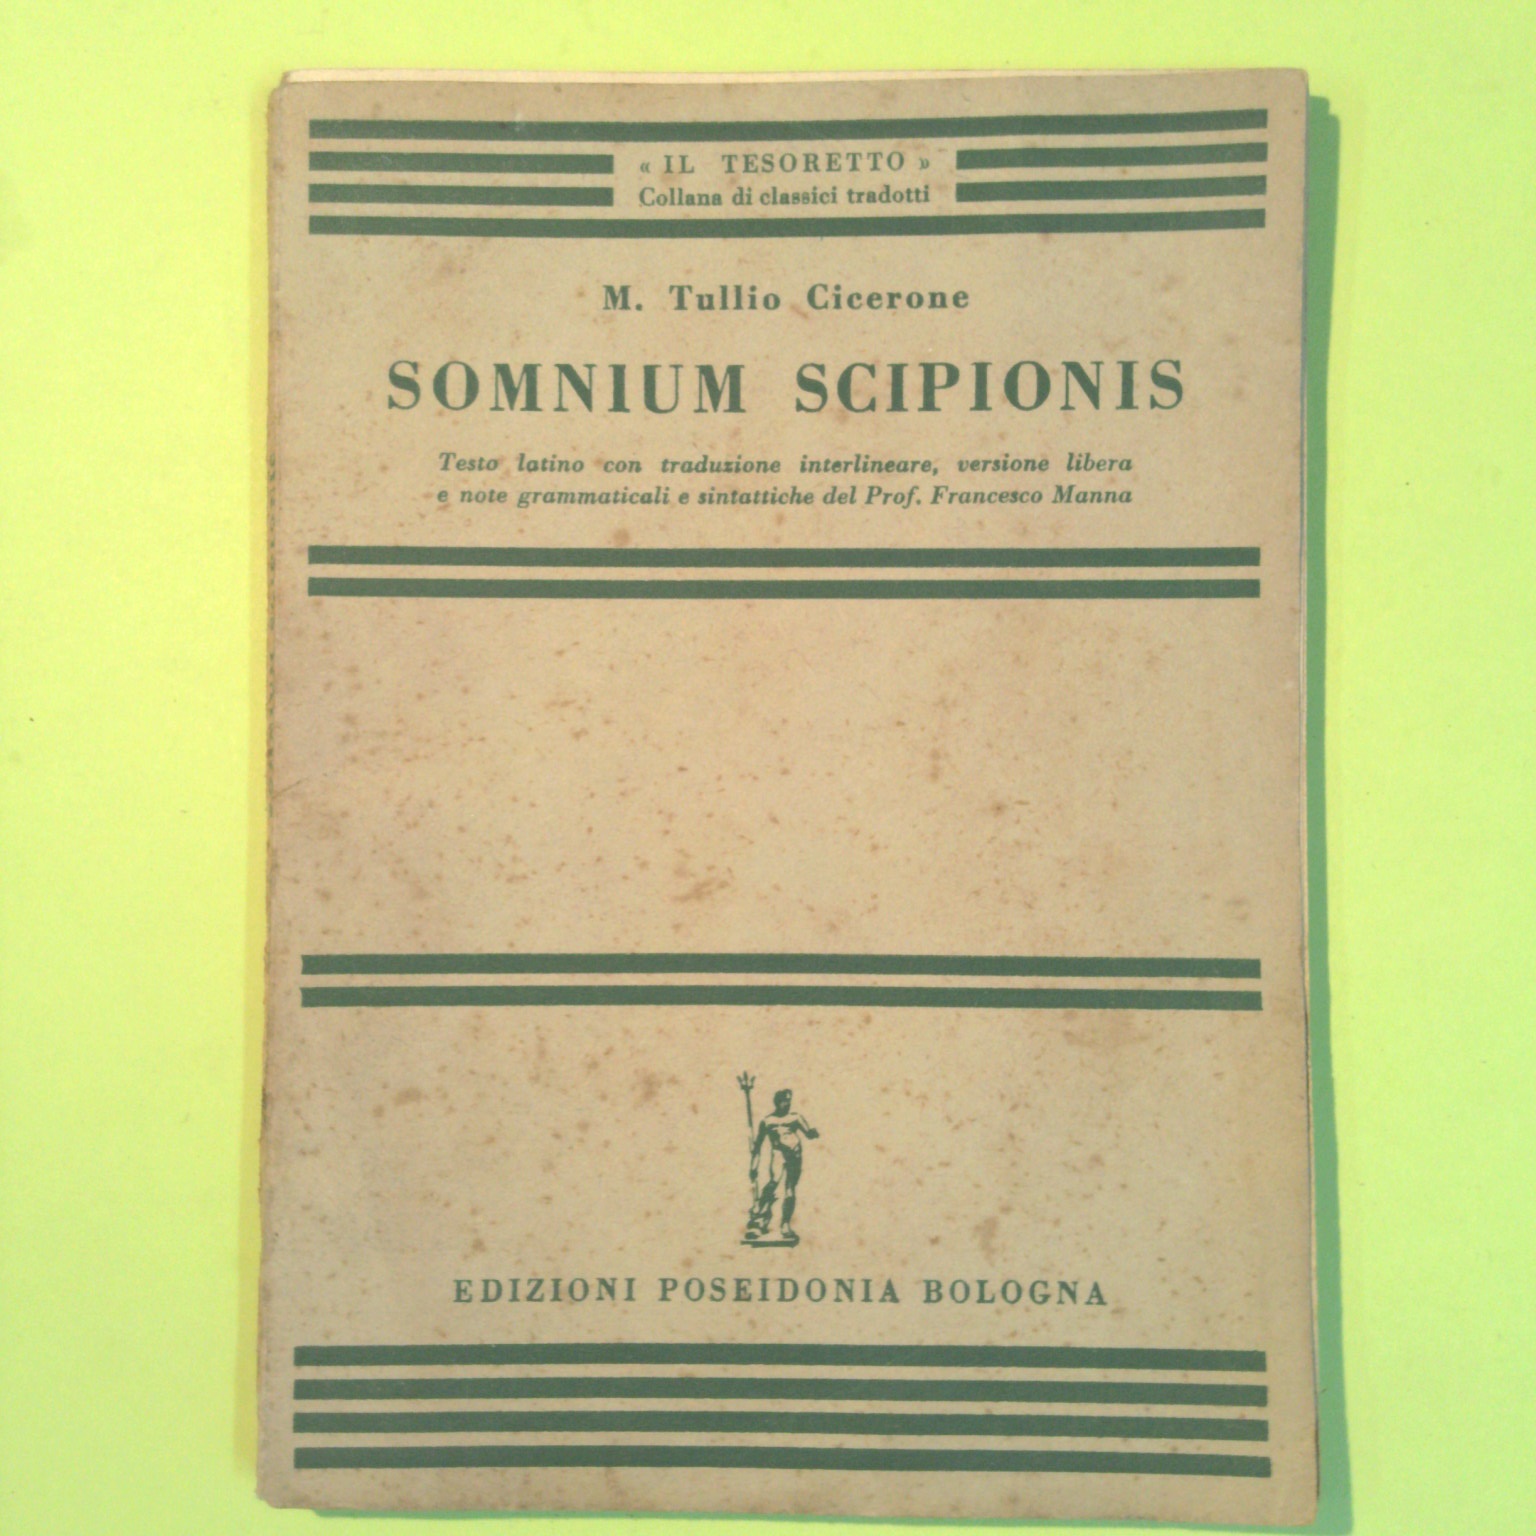 « IL TESORETTO »
Collana di classici tradotti
M. Tullio Cicerone
SOMNIUM SCIPIONIS
Testo latino con traduzione interlineare, versione libera
e note grammaticali e sintattiche del Prof. Francesco Manna
EDIZIONI POSEIDONIA BOLOGNA